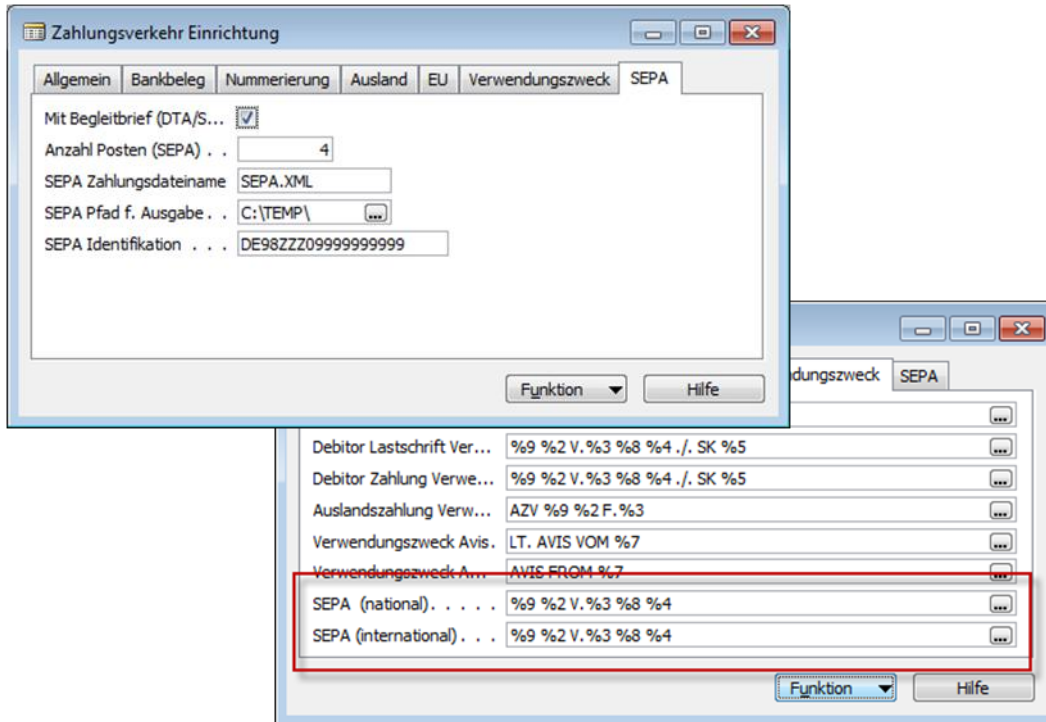 Zahlungsverkehr Einrichtung
Allgemein Bankbeleg Nummerierung Ausland EU Verwendungszweck SEPA
Mit Begleitbrief (DTA/S...
Anzahl Posten (SEPA) . . 4
SEPA Zahlungsdateiname SEPA.XML
SEPA Pfad f. Ausgabe . . C:\TEMP\ ...
SEPA Identifikation . . . DE98ZZZ09999999999
Funktion Hilfe
dungszweck SEPA
...
Debitor Lastschrift Ver... %9 %2 V.%3 %8 %4 ./. SK %5 ...
Debitor Zahlung Verwe... %9 %2 V.%3 %8 %4 ./. SK %5 ...
Auslandszahlung Verw... AZV %9 %2 F.%3 ...
Verwendungszweck Avis. LT. AVIS VOM %7 ...
Verwendungszweck A... AVIS FROM %7 ...
SEPA (national). . . . . %9 %2 V.%3 %8 %4 ...
SEPA (international). . . %9 %2 V.%3 %8 %4 ...
Funktion Hilfe